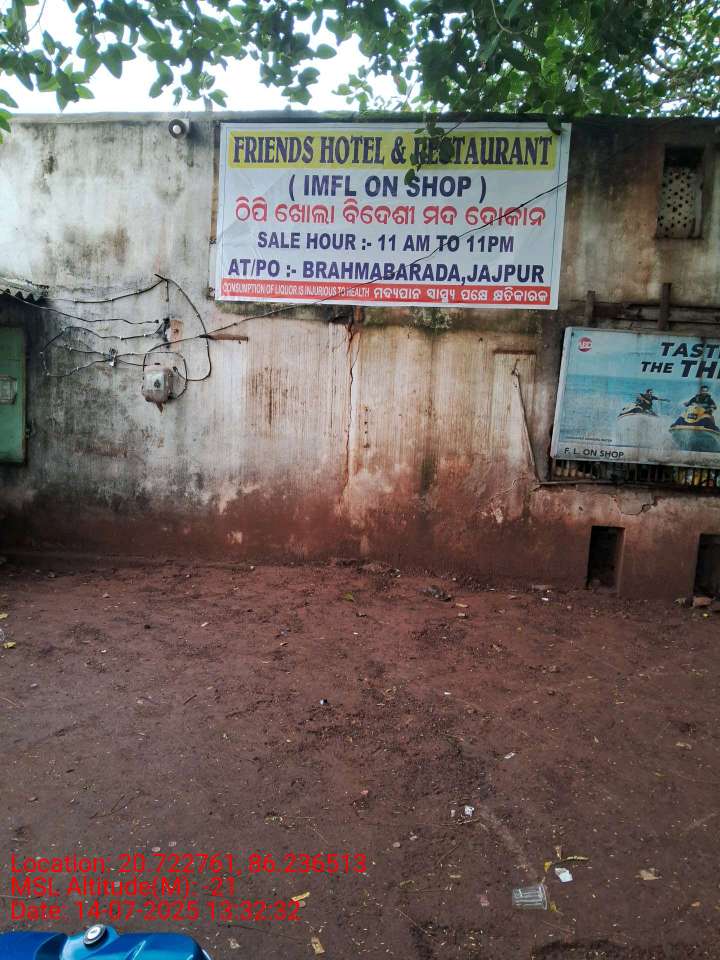 FRIENDS HOTEL & RESTAURANT
( IMFL ON SHOP )
ଠିପି ଖୋଲା ବିଦେଶୀ ମଦ ଦୋକାନ
SALE HOUR :- 11 AM TO 11PM
AT/PO :- BRAHMABARADA,JAJPUR
CONSUMPTION OF LIQUOR IS INJURIOUS TO HEALTH ମଦ୍ୟପାନ ସ୍ୱାସ୍ଥ୍ୟ ପକ୍ଷେ କ୍ଷତିକାରକ
THE TH
F. L. ON SHOP
Location: 20.722761, 86.236513
MSL Altitude(M): -21
Date: 14-07-2025 13:32:32